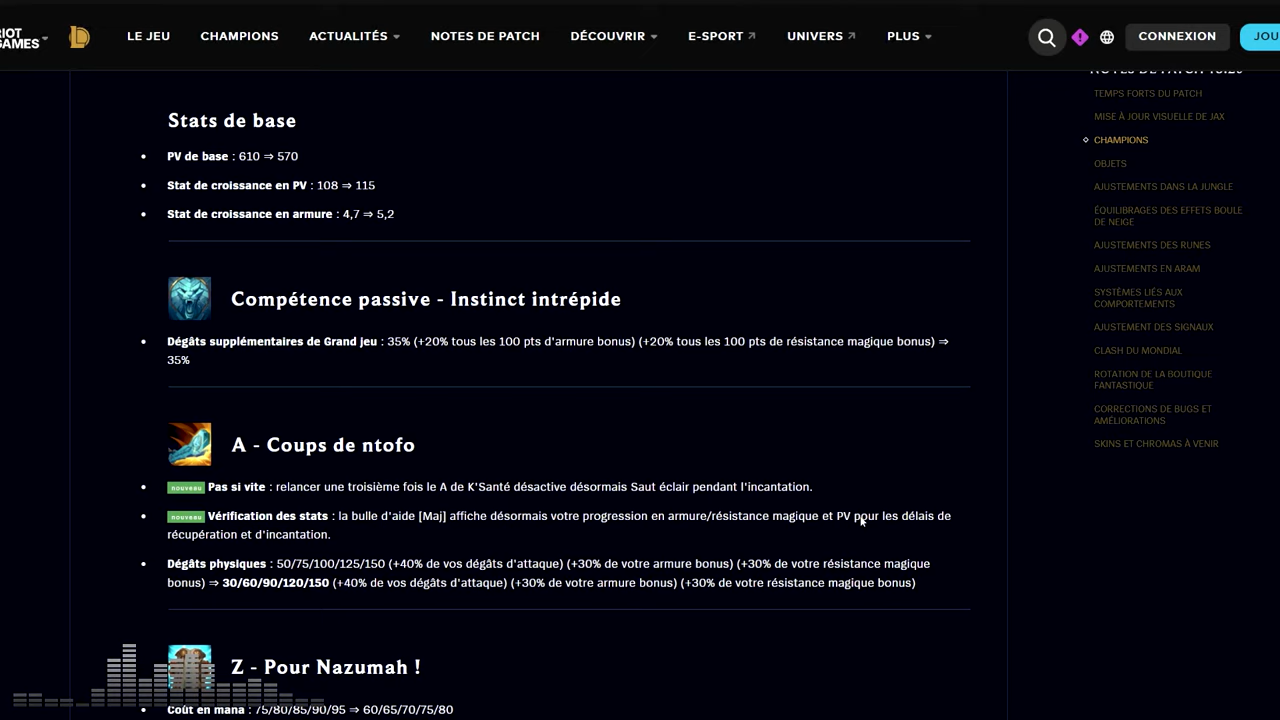 RIOT
GAMES
LE JEU
CHAMPIONS
ACTUALITÉS
NOTES DE PATCH
DÉCOUVRIR
E-SPORT
UNIVERS
PLUS
CONNEXION
JOU
Stats de base
• PV de base : 610 ⇒ 570
• Stat de croissance en PV : 108 ⇒ 115
• Stat de croissance en armure : 4,7 ⇒ 5,2
Compétence passive - Instinct intrépide
• Dégâts supplémentaires de Grand jeu : 35% (+20% tous les 100 pts d'armure bonus) (+20% tous les 100 pts de résistance magique bonus) ⇒
35%
A - Coups de ntofo
• nouveau Pas si vite : relancer une troisième fois le A de K'Santé désactive désormais Saut éclair pendant l'incantation.
• nouveau Vérification des stats : la bulle d'aide [Maj] affiche désormais votre progression en armure/résistance magique et PV pour les délais de
récupération et d'incantation.
• Dégâts physiques : 50/75/100/125/150 (+40% de vos dégâts d'attaque) (+30% de votre armure bonus) (+30% de votre résistance magique
bonus) ⇒ 30/60/90/120/150 (+40% de vos dégâts d'attaque) (+30% de votre armure bonus) (+30% de votre résistance magique bonus)
Z - Pour Nazumah !
• Coût en mana : 75/80/85/90/95 ⇒ 60/65/70/75/80
NOTES DE PATCH
TEMPS FORTS DU PATCH
MISE À JOUR VISUELLE DE JAX
CHAMPIONS
OBJETS
AJUSTEMENTS DANS LA JUNGLE
ÉQUILIBRAGES DES EFFETS BOULE
DE NEIGE
AJUSTEMENTS DES RUNES
AJUSTEMENTS EN ARAM
SYSTÈMES LIÉS AUX
COMPORTEMENTS
AJUSTEMENT DES SIGNAUX
CLASH DU MONDIAL
ROTATION DE LA BOUTIQUE
FANTASTIQUE
CORRECTIONS DE BUGS ET
AMÉLIORATIONS
SKINS ET CHROMAS À VENIR